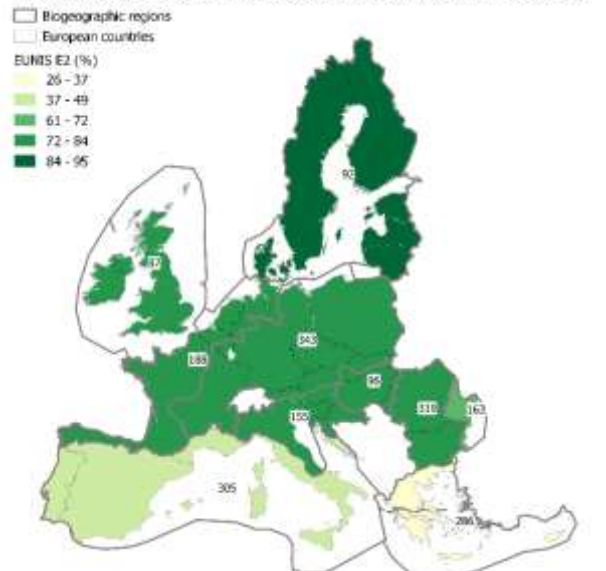 Biogeographic regions
European countries
EUNIS E2 (%)
26 - 37
37 - 49
61 - 72
72 - 84
84 - 95
92
343
188
95
310
163
155
305
286